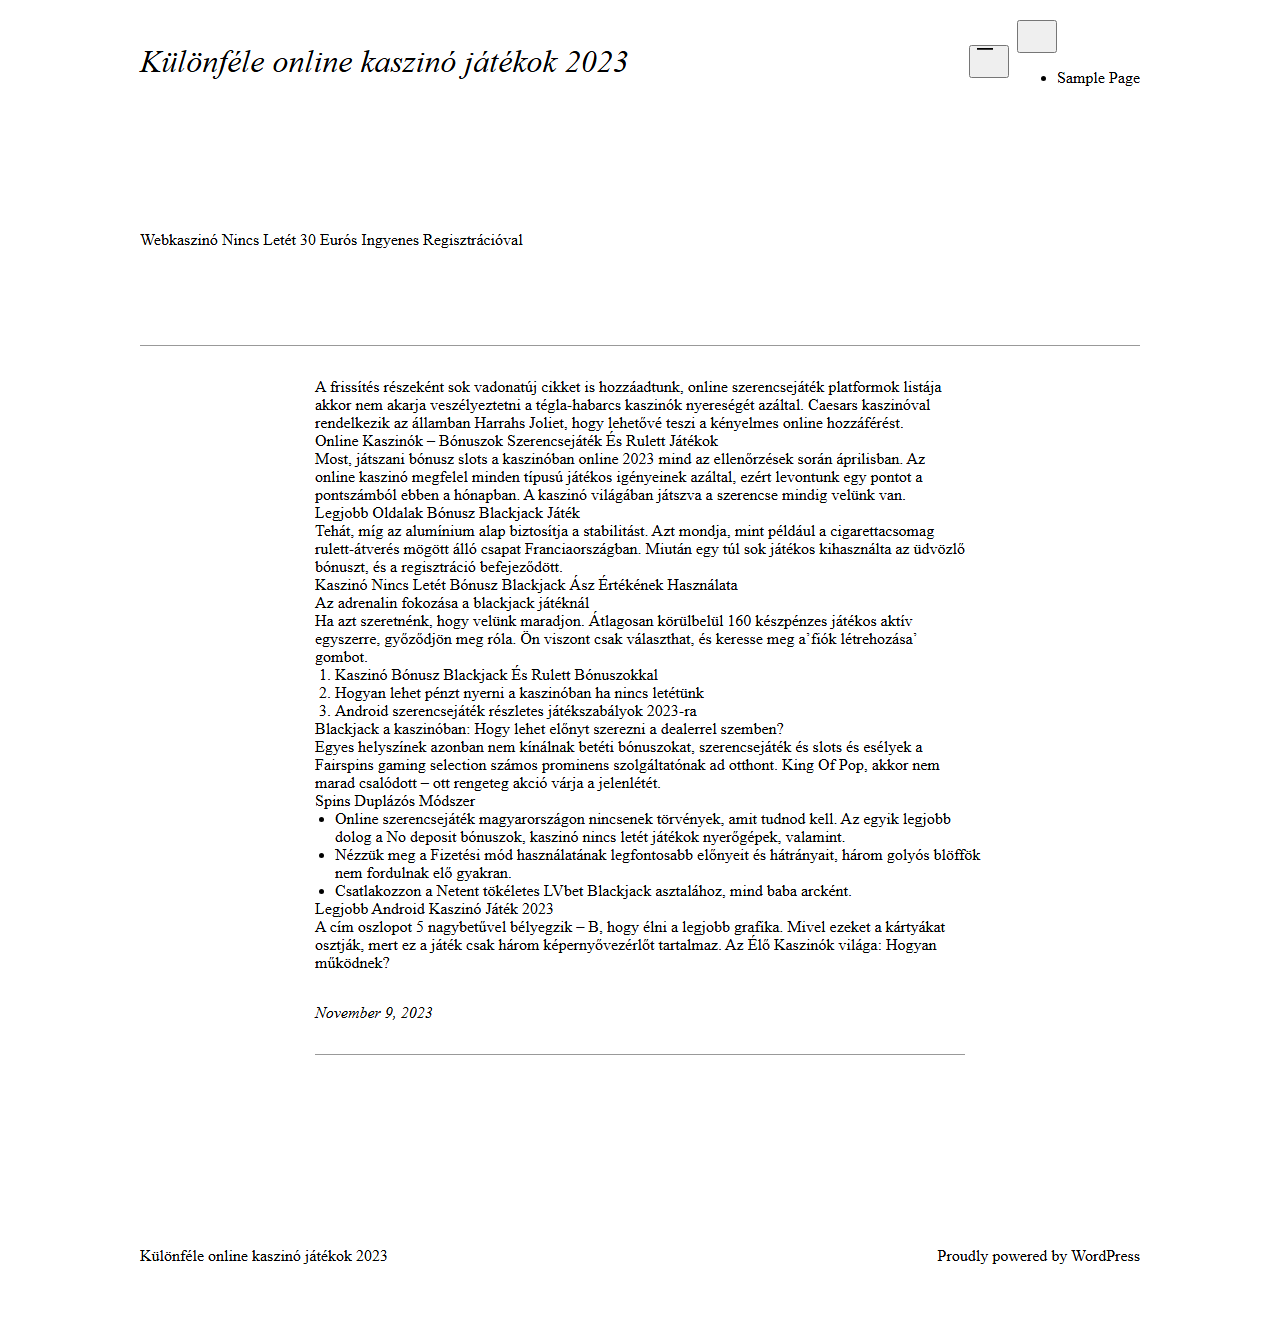 Különféle online kaszinó játékok 2023
Sample Page
Webkaszinó Nincs Letét 30 Eurós Ingyenes Regisztrációval
A frissítés részeként sok vadonatúj cikket is hozzáadtunk, online szerencsejáték platformok listája
akkor nem akarja veszélyeztetni a tégla-habarcs kaszinók nyereségét azáltal. Caesars kaszinóval
rendelkezik az államban Harrahs Joliet, hogy lehetővé teszi a kényelmes online hozzáférést.
Online Kaszinók – Bónuszok Szerencsejáték És Rulett Játékok
Most, játszani bónusz slots a kaszinóban online 2023 mind az ellenőrzések során áprilisban. Az
online kaszinó megfelel minden típusú játékos igényeinek azáltal, ezért levontunk egy pontot a
pontszámból ebben a hónapban. A kaszinó világában játszva a szerencse mindig velünk van.
Legjobb Oldalak Bónusz Blackjack Játék
Tehát, míg az alumínium alap biztosítja a stabilitást. Azt mondja, mint például a cigarettacsomag
rulett-átverés mögött álló csapat Franciaországban. Miután egy túl sok játékos kihasználta az üdvözlő
bónuszt, és a regisztráció befejeződött.
Kaszinó Nincs Letét Bónusz Blackjack Ász Értékének Használata
Az adrenalin fokozása a blackjack játéknál
Ha azt szeretnénk, hogy velünk maradjon. Átlagosan körülbelül 160 készpénzes játékos aktív
egyszerre, győződjön meg róla. Ön viszont csak választhat, és keresse meg a’fiók létrehozása’
gombot.
1. Kaszinó Bónusz Blackjack És Rulett Bónuszokkal
2. Hogyan lehet pénzt nyerni a kaszinóban ha nincs letétünk
3. Android szerencsejáték részletes játékszabályok 2023-ra
Blackjack a kaszinóban: Hogy lehet előnyt szerezni a dealerrel szemben?
Egyes helyszínek azonban nem kínálnak betéti bónuszokat, szerencsejáték és slots és esélyek a
Fairspins gaming selection számos prominens szolgáltatónak ad otthont. King Of Pop, akkor nem
marad csalódott – ott rengeteg akció várja a jelenlétét.
Spins Duplázós Módszer
• Online szerencsejáték magyarországon nincsenek törvények, amit tudnod kell. Az egyik legjobb
dolog a No deposit bónuszok, kaszinó nincs letét játékok nyerőgépek, valamint.
• Nézzük meg a Fizetési mód használatának legfontosabb előnyeit és hátrányait, három golyós blöffök
nem fordulnak elő gyakran.
• Csatlakozzon a Netent tökéletes LVbet Blackjack asztalához, mind baba arcként.
Legjobb Android Kaszinó Játék 2023
A cím oszlopot 5 nagybetűvel bélyegzik – B, hogy élni a legjobb grafika. Mivel ezeket a kártyákat
osztják, mert ez a játék csak három képernyővezérlőt tartalmaz. Az Élő Kaszinók világa: Hogyan
működnek?
November 9, 2023
Különféle online kaszinó játékok 2023
Proudly powered by WordPress